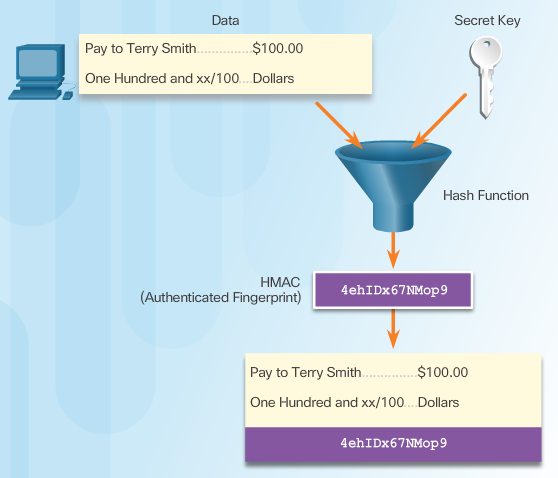 Data
Secret Key
Pay to Terry Smith..............$100.00
One Hundred and xx/100....Dollars
Hash Function
HMAC
(Authenticated Fingerprint)
4ehIDx67NMop9
Pay to Terry Smith..............$100.00
One Hundred and xx/100....Dollars
4ehIDx67NMop9